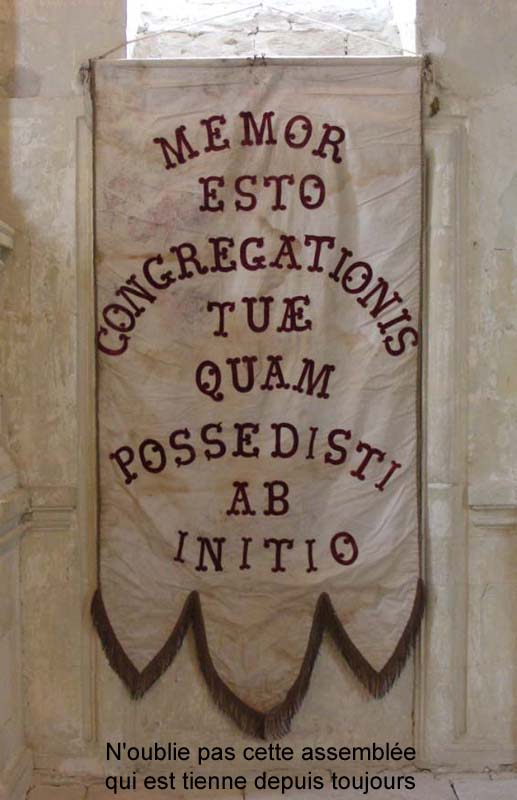 MEMOR
ESTO
CONGREGATIONIS
TUÆ
QUAM
POSSEDISTI
AB
INITIO
N'oublie pas cette assemblée
qui est tienne depuis toujours